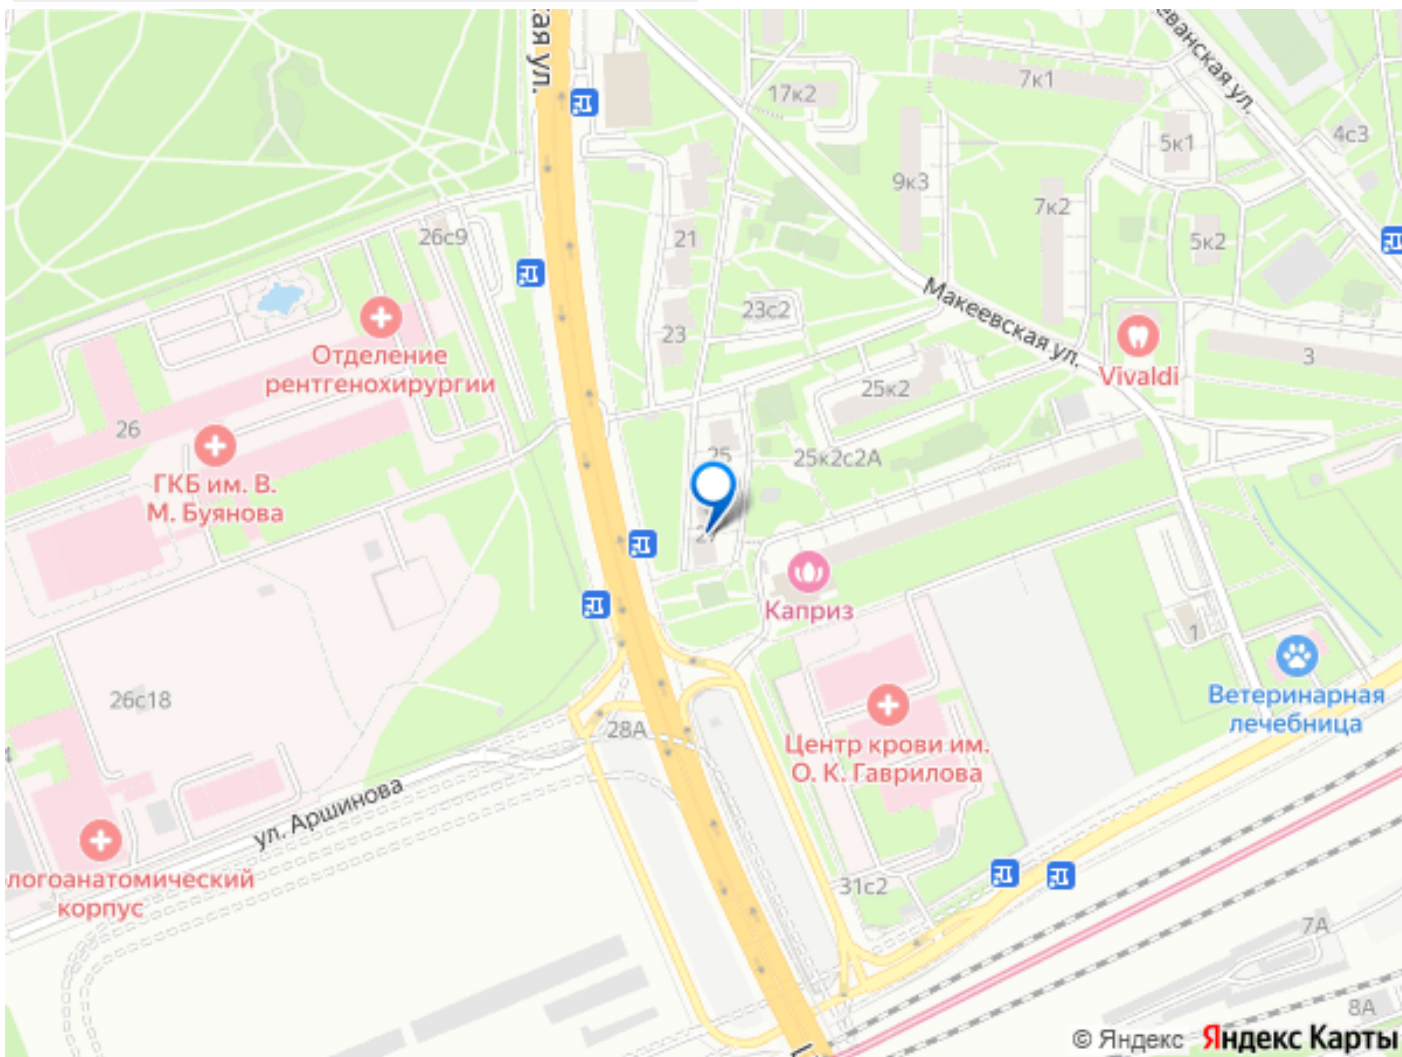 кая ул.
еванская ул.
17к2
7к1
4с3
5к1
9к3
7к2
26с9
21
5к2
23с2
Макеевская ул.
23
Отделение
рентгенохирургии
3
Vivaldi
25к2
26
25
25к2с2А
ГКБ им. В.
М. Буянова
Каприз
1
Ветеринарная
лечебница
26с18
28А
Центр крови им.
О. К. Гаврилова
ул. Аршинова
логоанатомический
корпус
31с2
7А
8А
© Яндекс Яндекс Карты